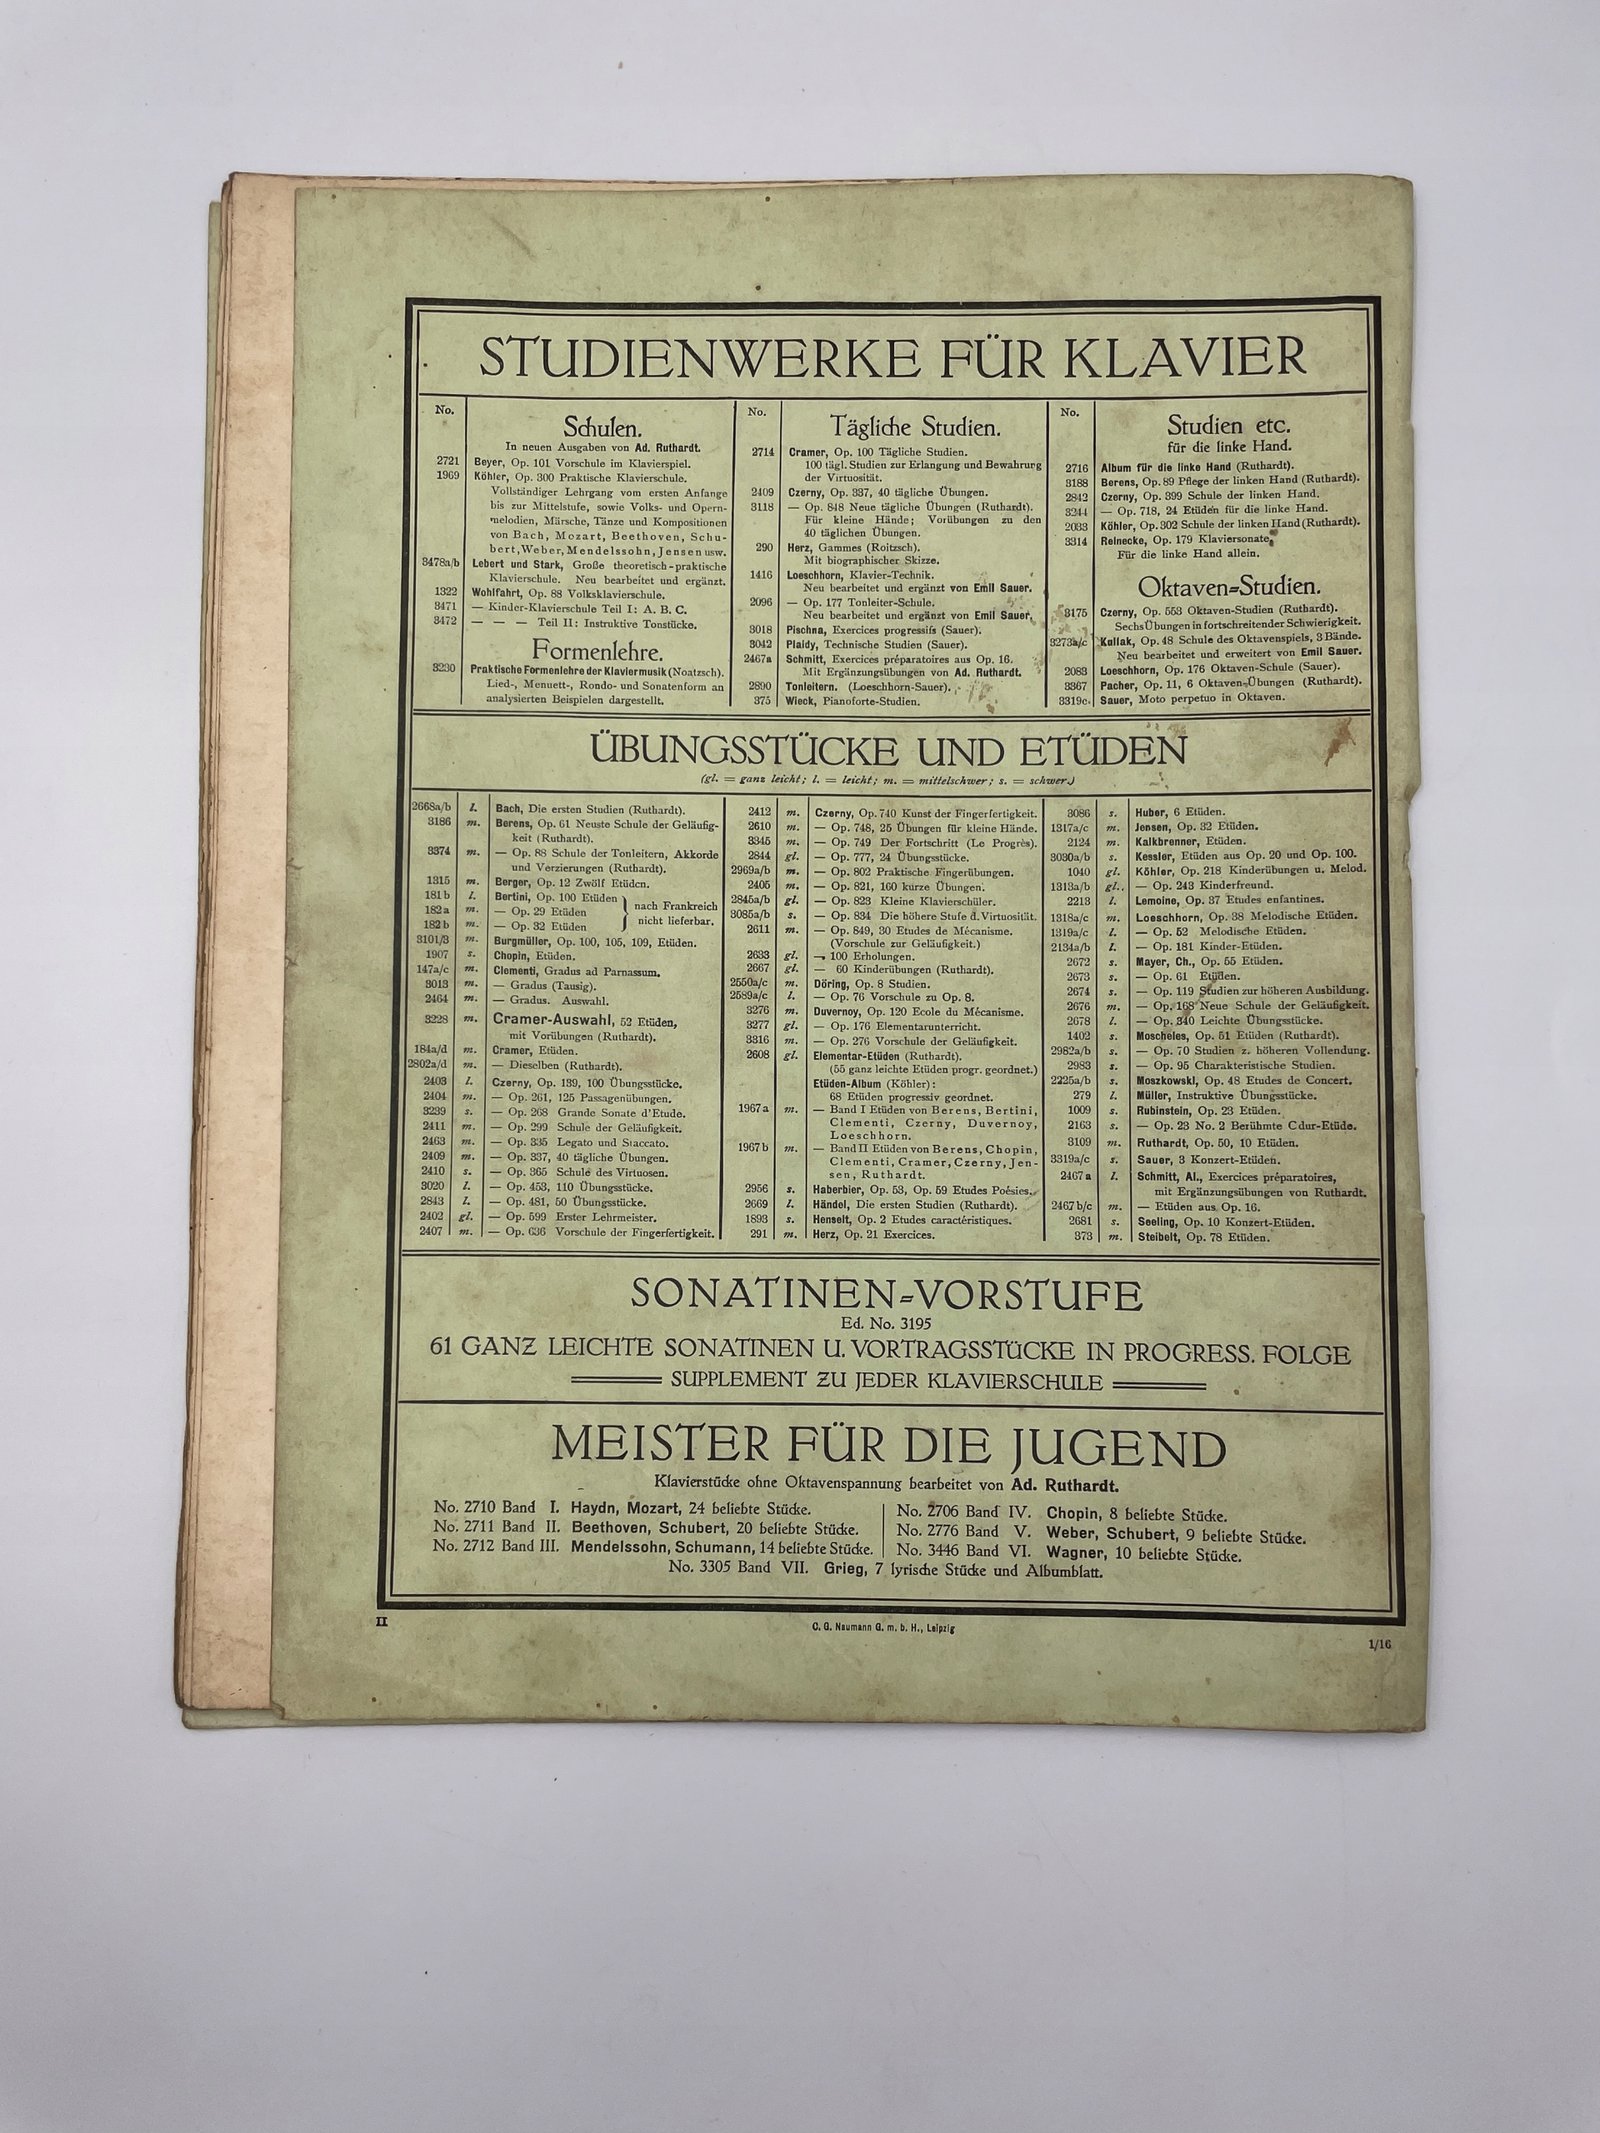 STUDIENWERKE FÜR KLAVIER
No.
Schulen.
In neuen Ausgaben von Ad. Ruthardt.
2721 Beyer, Op. 101 Vorschule im Klavierspiel.
1969 Köhler, Op. 300 Praktische Klavierschule.
Vollständiger Lehrgang vom ersten Anfange
bis zur Mittelstufe, sowie Volks- und Opern-
melodien, Märsche, Tänze und Kompositionen
von Bach, Mozart, Beethoven, Schu-
bert, Weber, Mendelssohn, Jensen usw.
3478a/b Lebert und Stark, Große theoretisch-praktische
Klavierschule. Neu bearbeitet und ergänzt.
1322 Wohlfahrt, Op. 88 Volksklavierschule.
3471 — Kinder-Klavierschule Teil I: A. B. C.
3472 — — — Teil II: Instruktive Tonstücke.
Formenlehre.
3230 Praktische Formenlehre der Klaviermusik (Noatzsch).
Lied-, Menuett-, Rondo- und Sonatenform an
analysierten Beispielen dargestellt.
No.
Tägliche Studien.
2714 Cramer, Op. 100 Tägliche Studien.
100 tägl. Studien zur Erlangung und Bewahrung
der Virtuosität.
2409 Czerny, Op. 337, 40 tägliche Übungen.
3118 — Op. 848 Neue tägliche Übungen (Ruthardt).
Für kleine Hände; Vorübungen zu den
40 täglichen Übungen.
290 Herz, Gammes (Roitzsch).
Mit biographischer Skizze.
1416 Loeschhorn, Klavier-Technik.
Neu bearbeitet und ergänzt von Emil Sauer.
2096 — Op. 177 Tonleiter-Schule.
Neu bearbeitet und ergänzt von Emil Sauer.
3018 Pischna, Exercices progressifs (Sauer).
3042 Plaidy, Technische Studien (Sauer).
2467a Schmitt, Exercices préparatoires aus Op. 16.
Mit Ergänzungsübungen von Ad. Ruthardt.
2890 Tonleitern. (Loeschhorn-Sauer).
375 Wieck, Pianoforte-Studien.
No.
Studien etc.
für die linke Hand.
2716 Album für die linke Hand (Ruthardt).
3188 Berens, Op. 89 Pflege der linken Hand (Ruthardt).
2842 Czerny, Op. 399 Schule der linken Hand.
3244 — Op. 718, 24 Etüden für die linke Hand.
2033 Köhler, Op. 302 Schule der linken Hand (Ruthardt).
3314 Reinecke, Op. 179 Klaviersonate
Für die linke Hand allein.
Oktaven-Studien.
3175 Czerny, Op. 553 Oktaven-Studien (Ruthardt).
Sechs Übungen in fortschreitender Schwierigkeit.
3273a/c Kullak, Op. 48 Schule des Oktavenspiels, 3 Bände.
Neu bearbeitet und erweitert von Emil Sauer.
2083 Loeschhorn, Op. 176 Oktaven-Schule (Sauer).
3367 Pacher, Op. 11, 6 Oktaven-Übungen (Ruthardt).
3319c Sauer, Moto perpetuo in Oktaven.
ÜBUNGSSTÜCKE UND ETÜDEN
(gl. = ganz leicht; l. = leicht; m. = mittelschwer; s. = schwer.)
2668a/b l. Bach, Die ersten Studien (Ruthardt).
3186 m. Berens, Op. 61 Neuste Schule der Geläufig-
keit (Ruthardt).
3374 m. — Op. 88 Schule der Tonleitern, Akkorde
und Verzierungen (Ruthardt).
1315 m. Berger, Op. 12 Zwölf Etüden.
181b l. Bertini, Op. 100 Etüden
182a m. — Op. 29 Etüden
182b m. — Op. 32 Etüden
nach Frankreich
nicht lieferbar.
3101/3 m. Burgmüller, Op. 100, 105, 109, Etüden.
1907 s. Chopin, Etüden.
147a/c m. Clementi, Gradus ad Parnassum.
3013 m. — Gradus (Tausig).
2464 m. — Gradus. Auswahl.
3228 m. Cramer-Auswahl, 52 Etüden,
mit Vorübungen (Ruthardt).
184a/d m. Cramer, Etüden.
2802a/d m. — Dieselben (Ruthardt).
2403 l. Czerny, Op. 139, 100 Übungsstücke.
2404 m. — Op. 261, 125 Passagenübungen.
3239 s. — Op. 268 Grande Sonate d'Etude.
2411 m. — Op. 299 Schule der Geläufigkeit.
2463 m. — Op. 335 Legato und Staccato.
2409 m. — Op. 337, 40 tägliche Übungen.
2410 s. — Op. 365 Schule des Virtuosen.
3020 l. — Op. 453, 110 Übungsstücke.
2843 l. — Op. 481, 50 Übungsstücke.
2402 gl. — Op. 599 Erster Lehrmeister.
2407 m. — Op. 636 Vorschule der Fingerfertigkeit.
2412 m. Czerny, Op. 740 Kunst der Fingerfertigkeit.
2610 m. — Op. 748, 25 Übungen für kleine Hände.
3345 m. — Op. 749 Der Fortschritt (Le Progrès).
2844 gl. — Op. 777, 24 Übungsstücke.
2969a/b m. — Op. 802 Praktische Fingerübungen.
2405 m. — Op. 821, 160 kurze Übungen.
2845a/b gl. — Op. 823 Kleine Klavierschüler.
3085a/b s. — Op. 834 Die höhere Stufe d. Virtuosität.
2611 m. — Op. 849, 30 Etudes de Mécanisme.
(Vorschule zur Geläufigkeit.)
2633 gl. — 100 Erholungen.
2667 gl. — 60 Kinderübungen (Ruthardt).
2550a/c m. Döring, Op. 8 Studien.
2589a/c l. — Op. 76 Vorschule zu Op. 8.
3276 m. Duvernoy, Op. 120 Ecole du Mécanisme.
3277 gl. — Op. 176 Elementarunterricht.
3316 m. — Op. 276 Vorschule der Geläufigkeit.
2608 gl. Elementar-Etüden (Ruthardt).
(55 ganz leichte Etüden progr. geordnet.)
Etüden-Album (Köhler):
68 Etüden progressiv geordnet.
1967a m. — Band I Etüden von Berens, Bertini,
Clementi, Czerny, Duvernoy,
Loeschhorn.
1967b m. — Band II Etüden von Berens, Chopin,
Clementi, Cramer, Czerny, Jen-
sen, Ruthardt.
2956 s. Haberbier, Op. 53, Op. 59 Etudes Poésies.
2669 l. Händel, Die ersten Studien (Ruthardt).
1893 s. Henselt, Op. 2 Etudes caractéristiques.
291 m. Herz, Op. 21 Exercices.
3086 s. Huber, 6 Etüden.
1317a/c m. Jensen, Op. 32 Etüden.
2124 m. Kalkbrenner, Etüden.
3030a/b s. Kessler, Etüden aus Op. 20 und Op. 100.
1040 gl. Köhler, Op. 218 Kinderübungen u. Melod.
1313a/b gl. — Op. 243 Kinderfreund.
2213 l. Lemoine, Op. 37 Etudes enfantines.
1318a/c m. Loeschhorn, Op. 38 Melodische Etüden.
1319a/c l. — Op. 52 Melodische Etüden.
2134a/b l. — Op. 181 Kinder-Etüden.
2672 s. Mayer, Ch., Op. 55 Etüden.
2673 s. — Op. 61 Etüden.
2674 s. — Op. 119 Studien zur höheren Ausbildung.
2676 m. — Op. 168 Neue Schule der Geläufigkeit.
2678 l. — Op. 340 Leichte Übungsstücke.
1402 s. Moscheles, Op. 51 Etüden (Ruthardt).
2982a/b s. — Op. 70 Studien z. höheren Vollendung.
2983 s. — Op. 95 Charakteristische Studien.
2225a/b s. Moszkowski, Op. 48 Etudes de Concert.
279 l. Müller, Instruktive Übungsstücke.
1009 s. Rubinstein, Op. 23 Etüden.
2163 s. — Op. 23 No. 2 Berühmte Cdur-Etüde.
3109 m. Ruthardt, Op. 50, 10 Etüden.
3319a/c s. Sauer, 3 Konzert-Etüden.
2467a l. Schmitt, Al., Exercices préparatoires,
mit Ergänzungsübungen von Ruthardt.
2467b/c m. — Etüden aus Op. 16.
2681 s. Seeling, Op. 10 Konzert-Etüden.
373 m. Steibelt, Op. 78 Etüden.
SONATINEN-VORSTUFE
Ed. No. 3195
61 GANZ LEICHTE SONATINEN U. VORTRAGSSTÜCKE IN PROGRESS. FOLGE
SUPPLEMENT ZU JEDER KLAVIERSCHULE
MEISTER FÜR DIE JUGEND
Klavierstücke ohne Oktavenspannung bearbeitet von Ad. Ruthardt.
No. 2710 Band I. Haydn, Mozart, 24 beliebte Stücke.
No. 2711 Band II. Beethoven, Schubert, 20 beliebte Stücke.
No. 2712 Band III. Mendelssohn, Schumann, 14 beliebte Stücke.
No. 2706 Band IV. Chopin, 8 beliebte Stücke.
No. 2776 Band V. Weber, Schubert, 9 beliebte Stücke.
No. 3446 Band VI. Wagner, 10 beliebte Stücke.
No. 3305 Band VII. Grieg, 7 lyrische Stücke und Albumblatt.
II
C. G. Naumann G. m. b. H., Leipzig
1/16